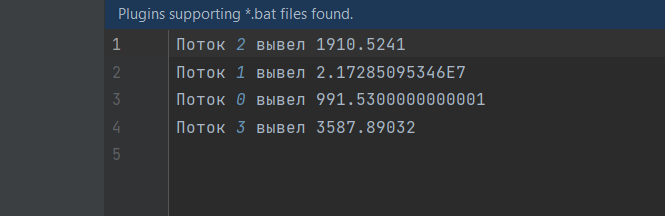 Plugins supporting *.bat files found.
1 Поток 2 вывел 1910.5241
2 Поток 1 вывел 2.17285095346E7
3 Поток 0 вывел 991.5300000000001
4 Поток 3 вывел 3587.89032
5